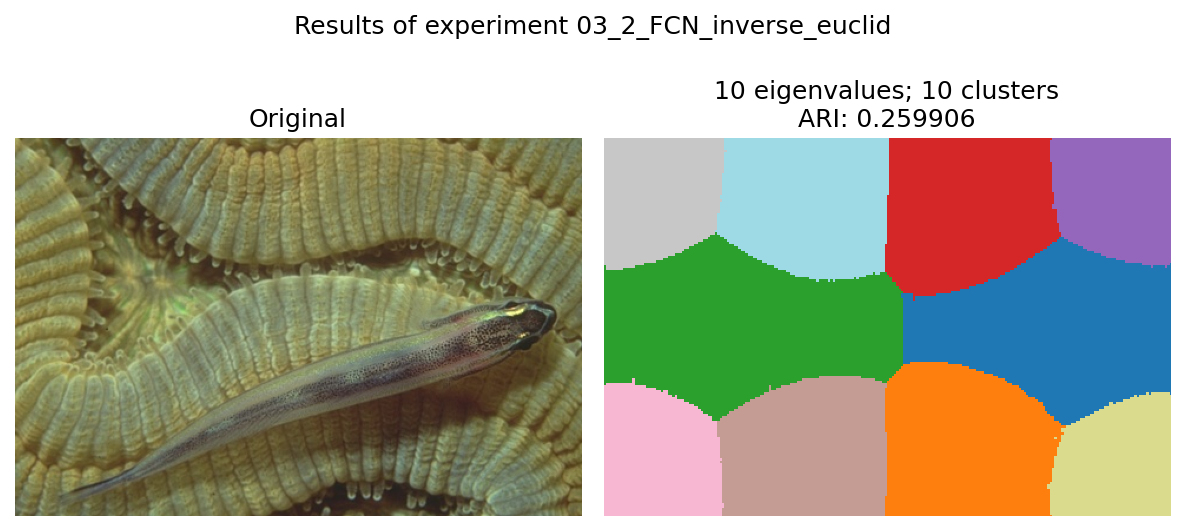 Results of experiment 03_2_FCN_inverse_euclid
Original
10 eigenvalues; 10 clusters
ARI: 0.259906